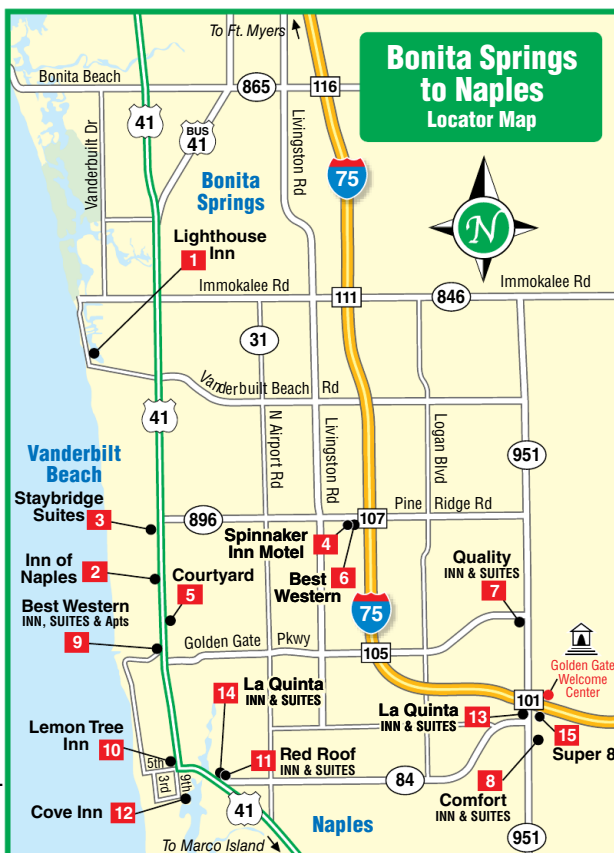 To Ft. Myers
Bonita Springs
to Naples
Locator Map
Bonita Beach
865
116
41
BUS
41
Vanderbuilt Dr
Livingston Rd
75
Bonita
Springs
N
Lighthouse
Inn
1
Immokalee Rd
111
846
Immokalee Rd
31
Vanderbuilt Beach Rd
41
N Airport Rd
Livingston Rd
Logan Blvd
951
Vanderbilt
Beach
Staybridge
Suites
3
896
107
Pine Ridge Rd
Spinnaker
Inn Motel
4
Best
Western
6
Inn of
Naples
2
Courtyard
5
Quality
INN & SUITES
7
Best Western
INN, SUITES & Apts
9
75
Golden Gate Pkwy
105
Golden Gate
Welcome
Center
101
14
La Quinta
INN & SUITES
La Quinta
INN & SUITES
13
15
Super 8
Lemon Tree
Inn
10
5th
3rd
9th
11
Red Roof
INN & SUITES
84
8
Comfort
INN & SUITES
Cove Inn
12
41
Naples
951
To Marco Island